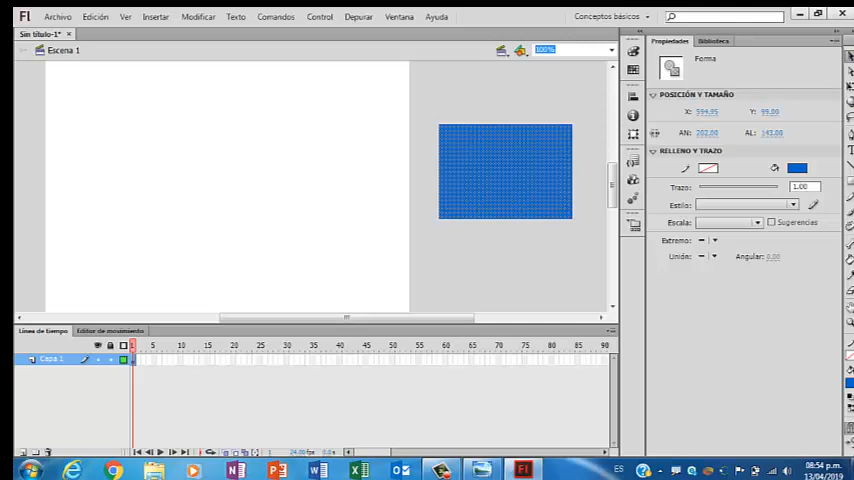 Fl Archivo Edición Ver Insertar Modificar Texto Comandos Control Depurar Ventana Ayuda Conceptos básicos
Sin título-1* ×
Escena 1 100%
Propiedades Biblioteca
Forma
POSICIÓN Y TAMAÑO
X: 594.95 Y: 99.00
AN: 202.00 AL: 143.00
RELLENO Y TRAZO
Trazo: 1.00
Estilo:
Escala: Sugerencias
Extremo:
Unión: Angular: 0.00
Línea de tiempo Editor de movimiento
1 5 10 15 20 25 30 35 40 45 50 55 60 65 70 75 80 85 90
Capa 1
1 24.00 fps 0.0 s
ES 08:54 p.m.
13/04/2019